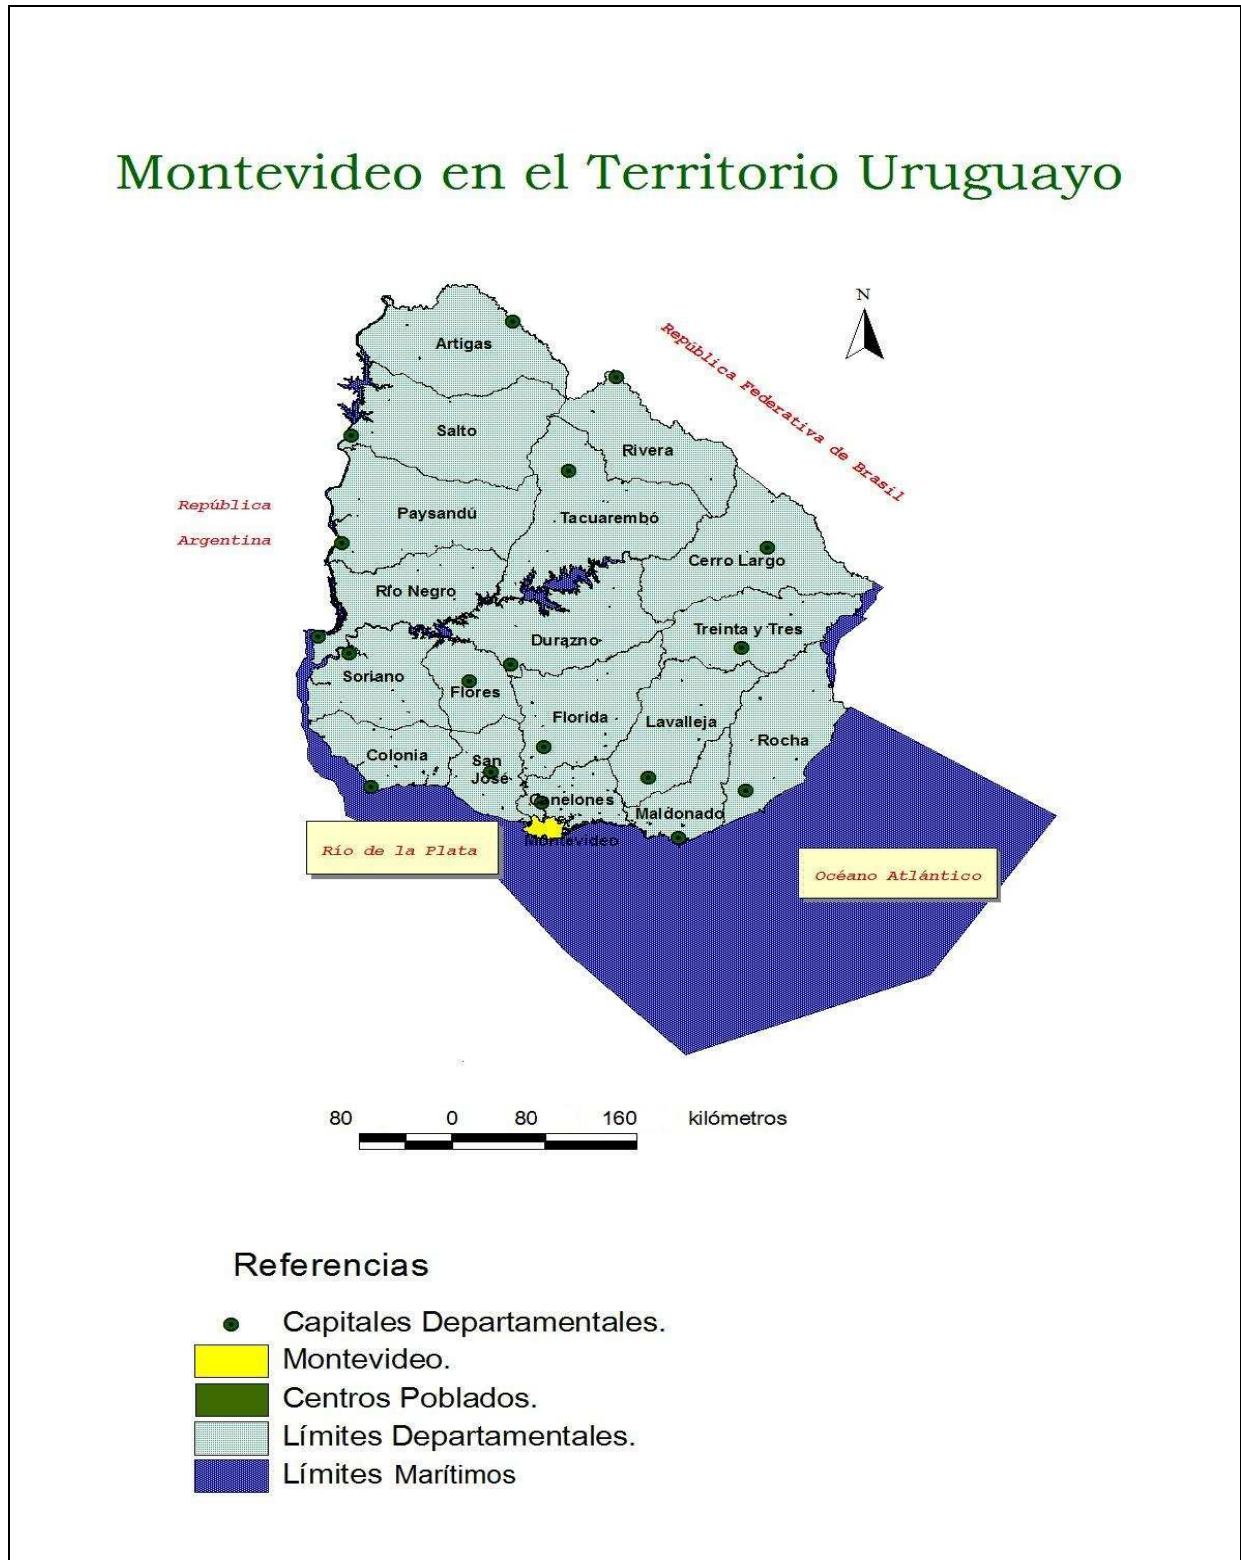 Montevideo en el Territorio Uruguayo
N
República Federativa de Brasil
Artigas
Salto
Rivera
República
Argentina
Paysandú
Tacuarembó
Cerro Largo
Río Negro
Durazno
Treinta y Tres
Soriano
Flores
Florida
Lavalleja
Rocha
Colonia
San
José
Canelones
Maldonado
Montevideo
Río de la Plata
Océano Atlántico
80 0 80 160 kilómetros
Referencias
Capitales Departamentales.
Montevideo.
Centros Poblados.
Límites Departamentales.
Límites Marítimos